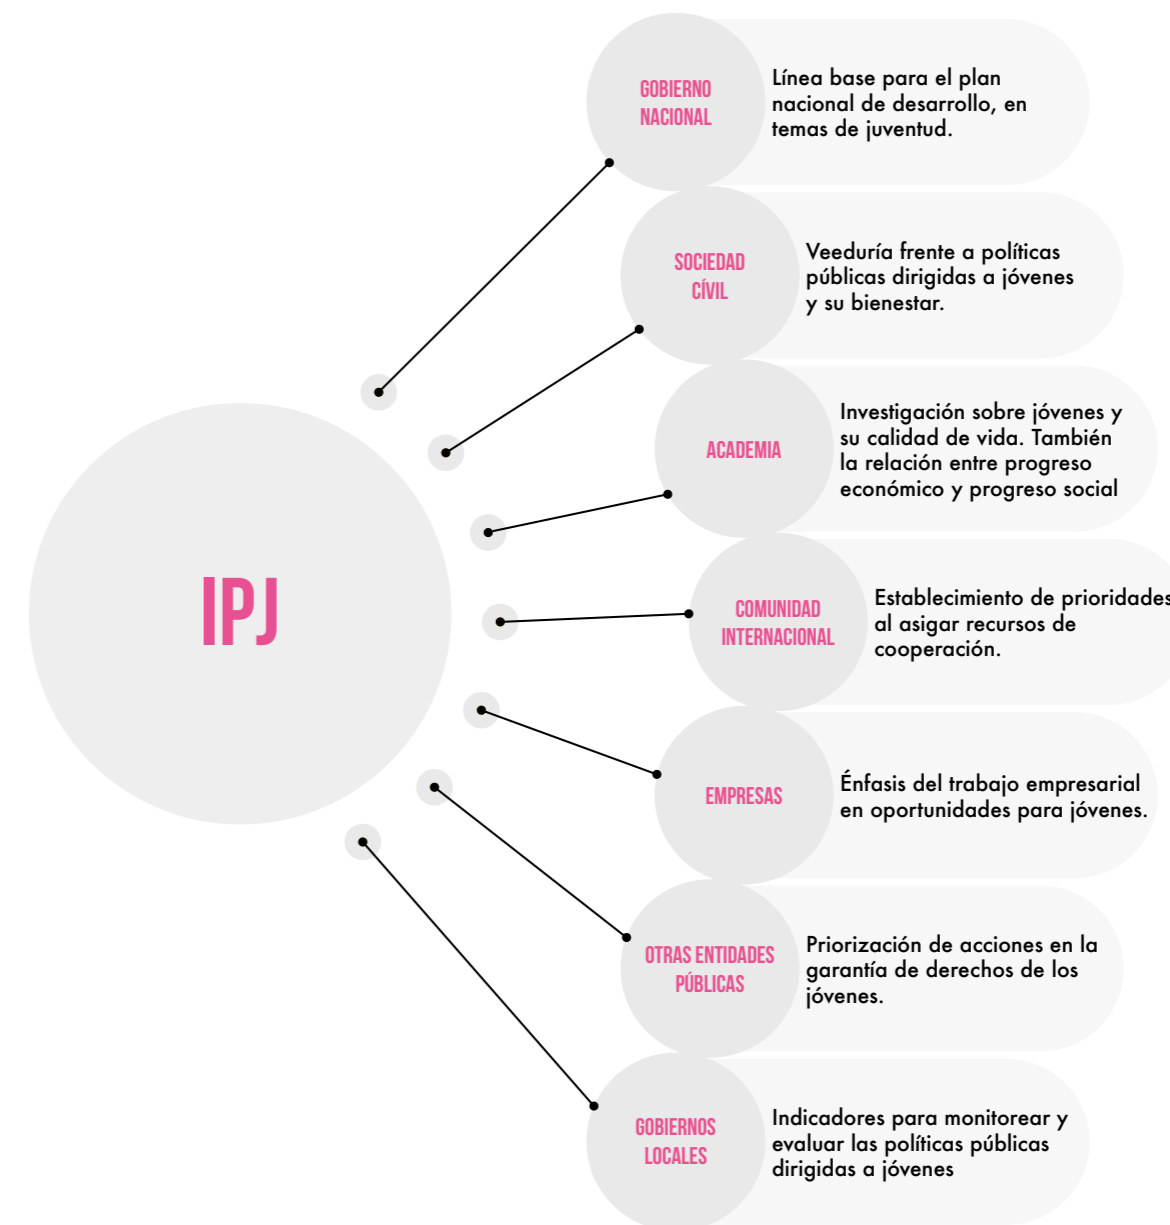 GOBIERNO
NACIONAL
Línea base para el plan
nacional de desarrollo, en
temas de juventud.
SOCIEDAD
CÍVIL
Veeduría frente a políticas
públicas dirigidas a jóvenes
y su bienestar.
ACADEMIA
Investigación sobre jóvenes y
su calidad de vida. También
la relación entre progreso
económico y progreso social
IPJ
COMUNIDAD
INTERNACIONAL
Establecimiento de prioridades
al asigar recursos de
cooperación.
EMPRESAS
Énfasis del trabajo empresarial
en oportunidades para jóvenes.
OTRAS ENTIDADES
PÚBLICAS
Priorización de acciones en la
garantía de derechos de los
jóvenes.
GOBIERNOS
LOCALES
Indicadores para monitorear y
evaluar las políticas públicas
dirigidas a jóvenes